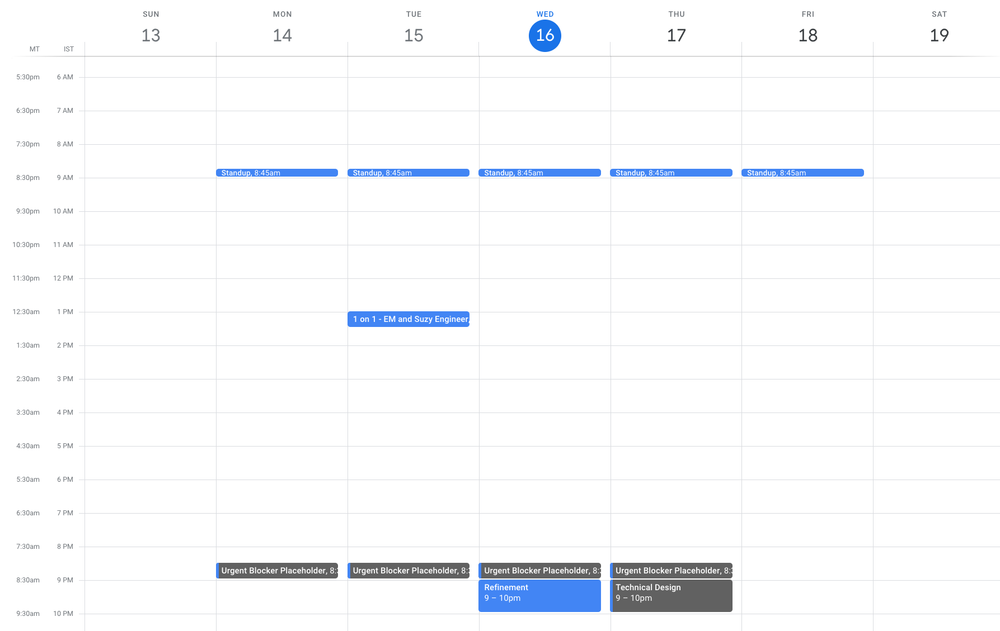 SUN MON TUE WED THU FRI SAT
13 14 15 16 17 18 19
MT IST
5:30pm 6 AM
6:30pm 7 AM
7:30pm 8 AM
Standup, 8:45am Standup, 8:45am Standup, 8:45am Standup, 8:45am Standup, 8:45am
8:30pm 9 AM
9:30pm 10 AM
10:30pm 11 AM
11:30pm 12 PM
12:30am 1 PM
1 on 1 - EM and Suzy Engineer,
1:30am 2 PM
2:30am 3 PM
3:30am 4 PM
4:30am 5 PM
5:30am 6 PM
6:30am 7 PM
7:30am 8 PM
Urgent Blocker Placeholder, 8:3 Urgent Blocker Placeholder, 8:3 Urgent Blocker Placeholder, 8:3 Urgent Blocker Placeholder, 8:3
8:30am 9 PM
Refinement Technical Design
9 – 10pm 9 – 10pm
9:30am 10 PM